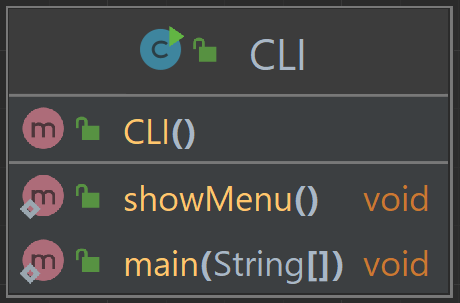 C CLI
m CLI()
m showMenu() void
m main(String[]) void